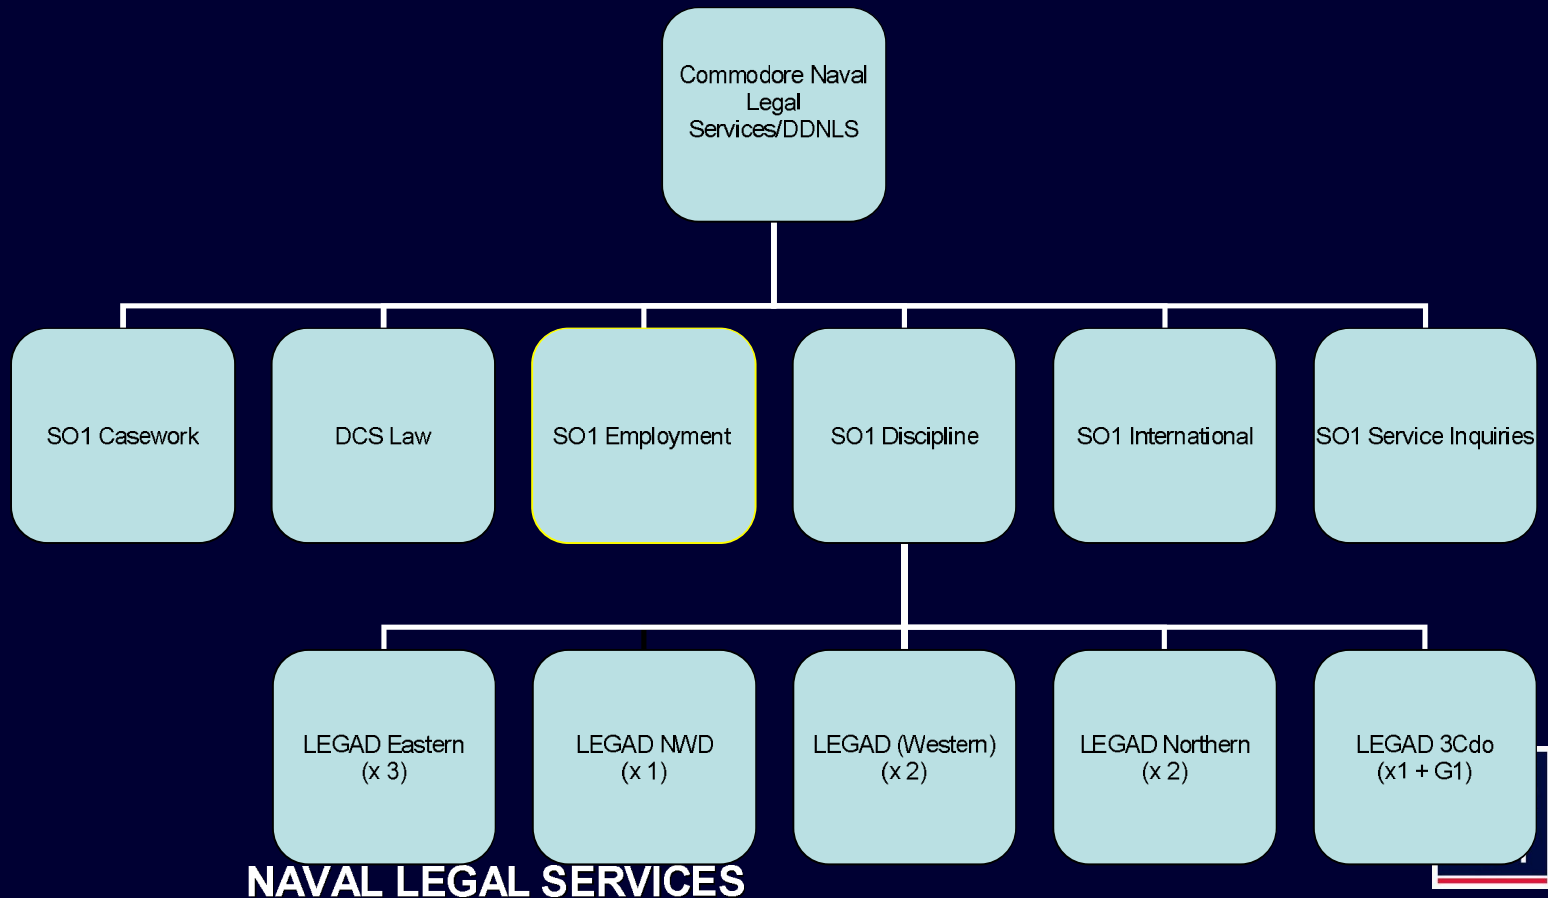 Commodore Naval
Legal
Services/DDNLS
SO1 Casework
DCS Law
SO1 Employment
SO1 Discipline
SO1 International
SO1 Service Inquiries
LEGAD Eastern
(x 3)
LEGAD NWD
(x 1)
LEGAD (Western)
(x 2)
LEGAD Northern
(x 2)
LEGAD 3Cdo
(x1 + G1)
NAVAL LEGAL SERVICES